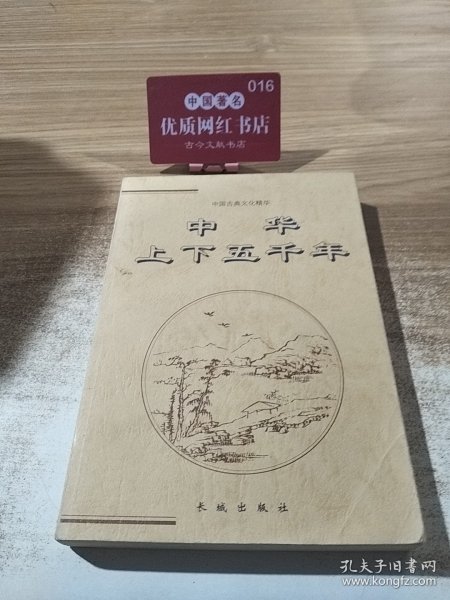 016
中国著名
优质网红书店
古今文献书店
中国古典文化精华
中华
上下五千年
长城出版社
孔夫子旧书网
www.kongfz.com